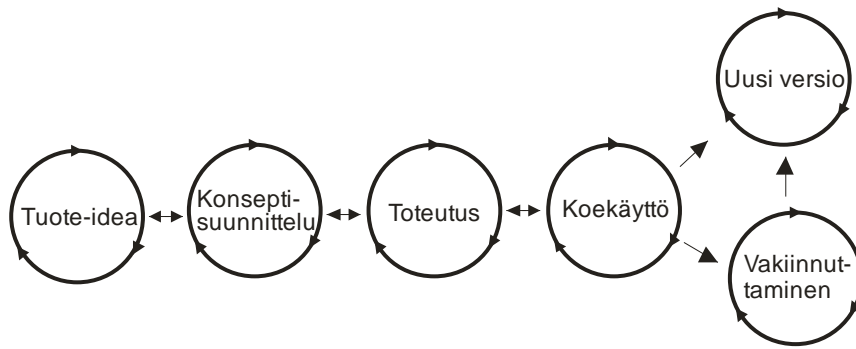 Tuote-idea
Konsepti-
suunnittelu
Toteutus
Koekäyttö
Uusi versio
Vakiinnut-
taminen